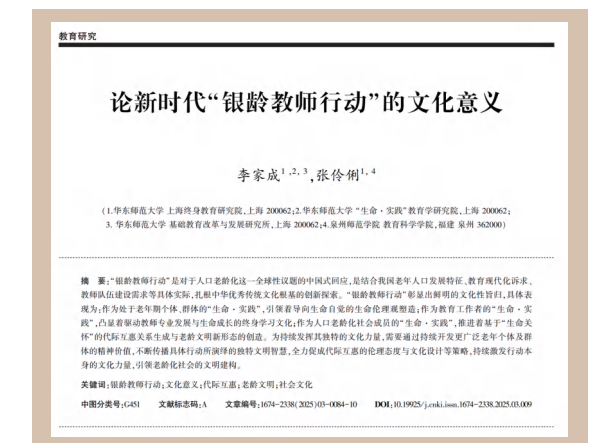 教育研究
论新时代“银龄教师行动”的文化意义
李家成1,2,3,张伶俐1,4
(1.华东师范大学 上海终身教育研究院,上海 200062;2.华东师范大学“生命·实践”教育学研究院,上海 200062;
3. 华东师范大学 基础教育改革与发展研究所,上海 200062;4.泉州师范学院 教育科学学院,福建 泉州 362000)
摘　要:“银龄教师行动”是对于人口老龄化这一全球性议题的中国式回应,是结合我国老年人口发展特征、教育现代化诉求、
教师队伍建设需求等具体实际,扎根中华优秀传统文化根基的创新探索。“银龄教师行动”彰显出鲜明的文化性旨归,具体表
现为:作为处于老年期个体、群体的“生命·实践”,引领着导向生命自觉的生命伦理观塑造;作为教育工作者的“生命·实
践”,凸显着驱动教师专业发展与生命成长的终身学习文化;作为人口老龄化社会成员的“生命·实践”,推进着基于“生命关
怀”的代际互惠关系生成与老龄文明新形态的创造。为持续发挥其独特的文化力量,需要通过持续开发更广泛老年个体及群
体的精神价值,不断传播具体行动所演绎的独特文明智慧,全力促成代际互惠的伦理态度与文化设计等策略,持续激发行动本
身的文化力量,引领老龄化社会的文明建构。
关键词:银龄教师行动;文化意义;代际互惠;老龄文明;社会文化
中图分类号:G451　文献标志码:A　文章编号:1674-2338(2025)03-0084-10　DOI:10.19925/j.cnki.issn.1674-2338.2025.03.009